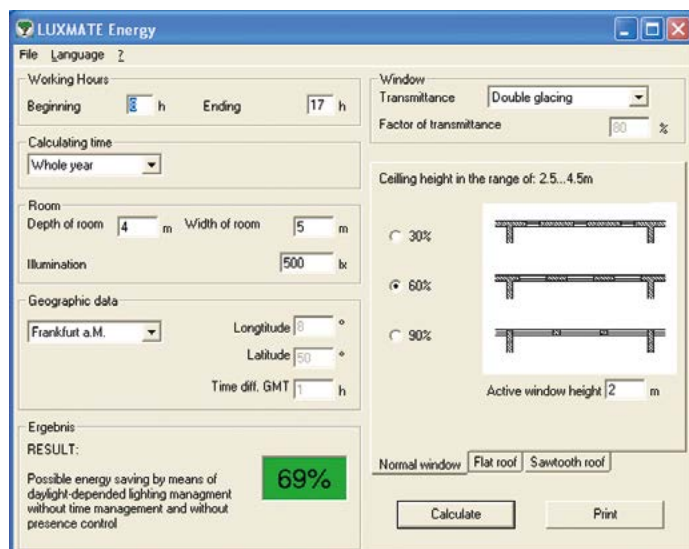 LUXMATE Energy
File Language ?
Working Hours
Beginning 8 h Ending 17 h
Calculating time
Whole year
Room
Depth of room 4 m Width of room 5 m
Illumination 500 lx
Geographic data
Frankfurt a.M.
Longtitude 8 °
Latitude 50 °
Time diff. GMT 1 h
Ergebnis
RESULT:
Possible energy saving by means of
daylight-depended lighting managment
without time management and without
presence control
69%
Window
Transmittance Double glacing
Factor of transmittance 80 %
Ceilling height in the range of: 2.5...4.5m
30%
60%
90%
Active window height 2 m
Normal window Flat roof Sawtooth roof
Calculate Print